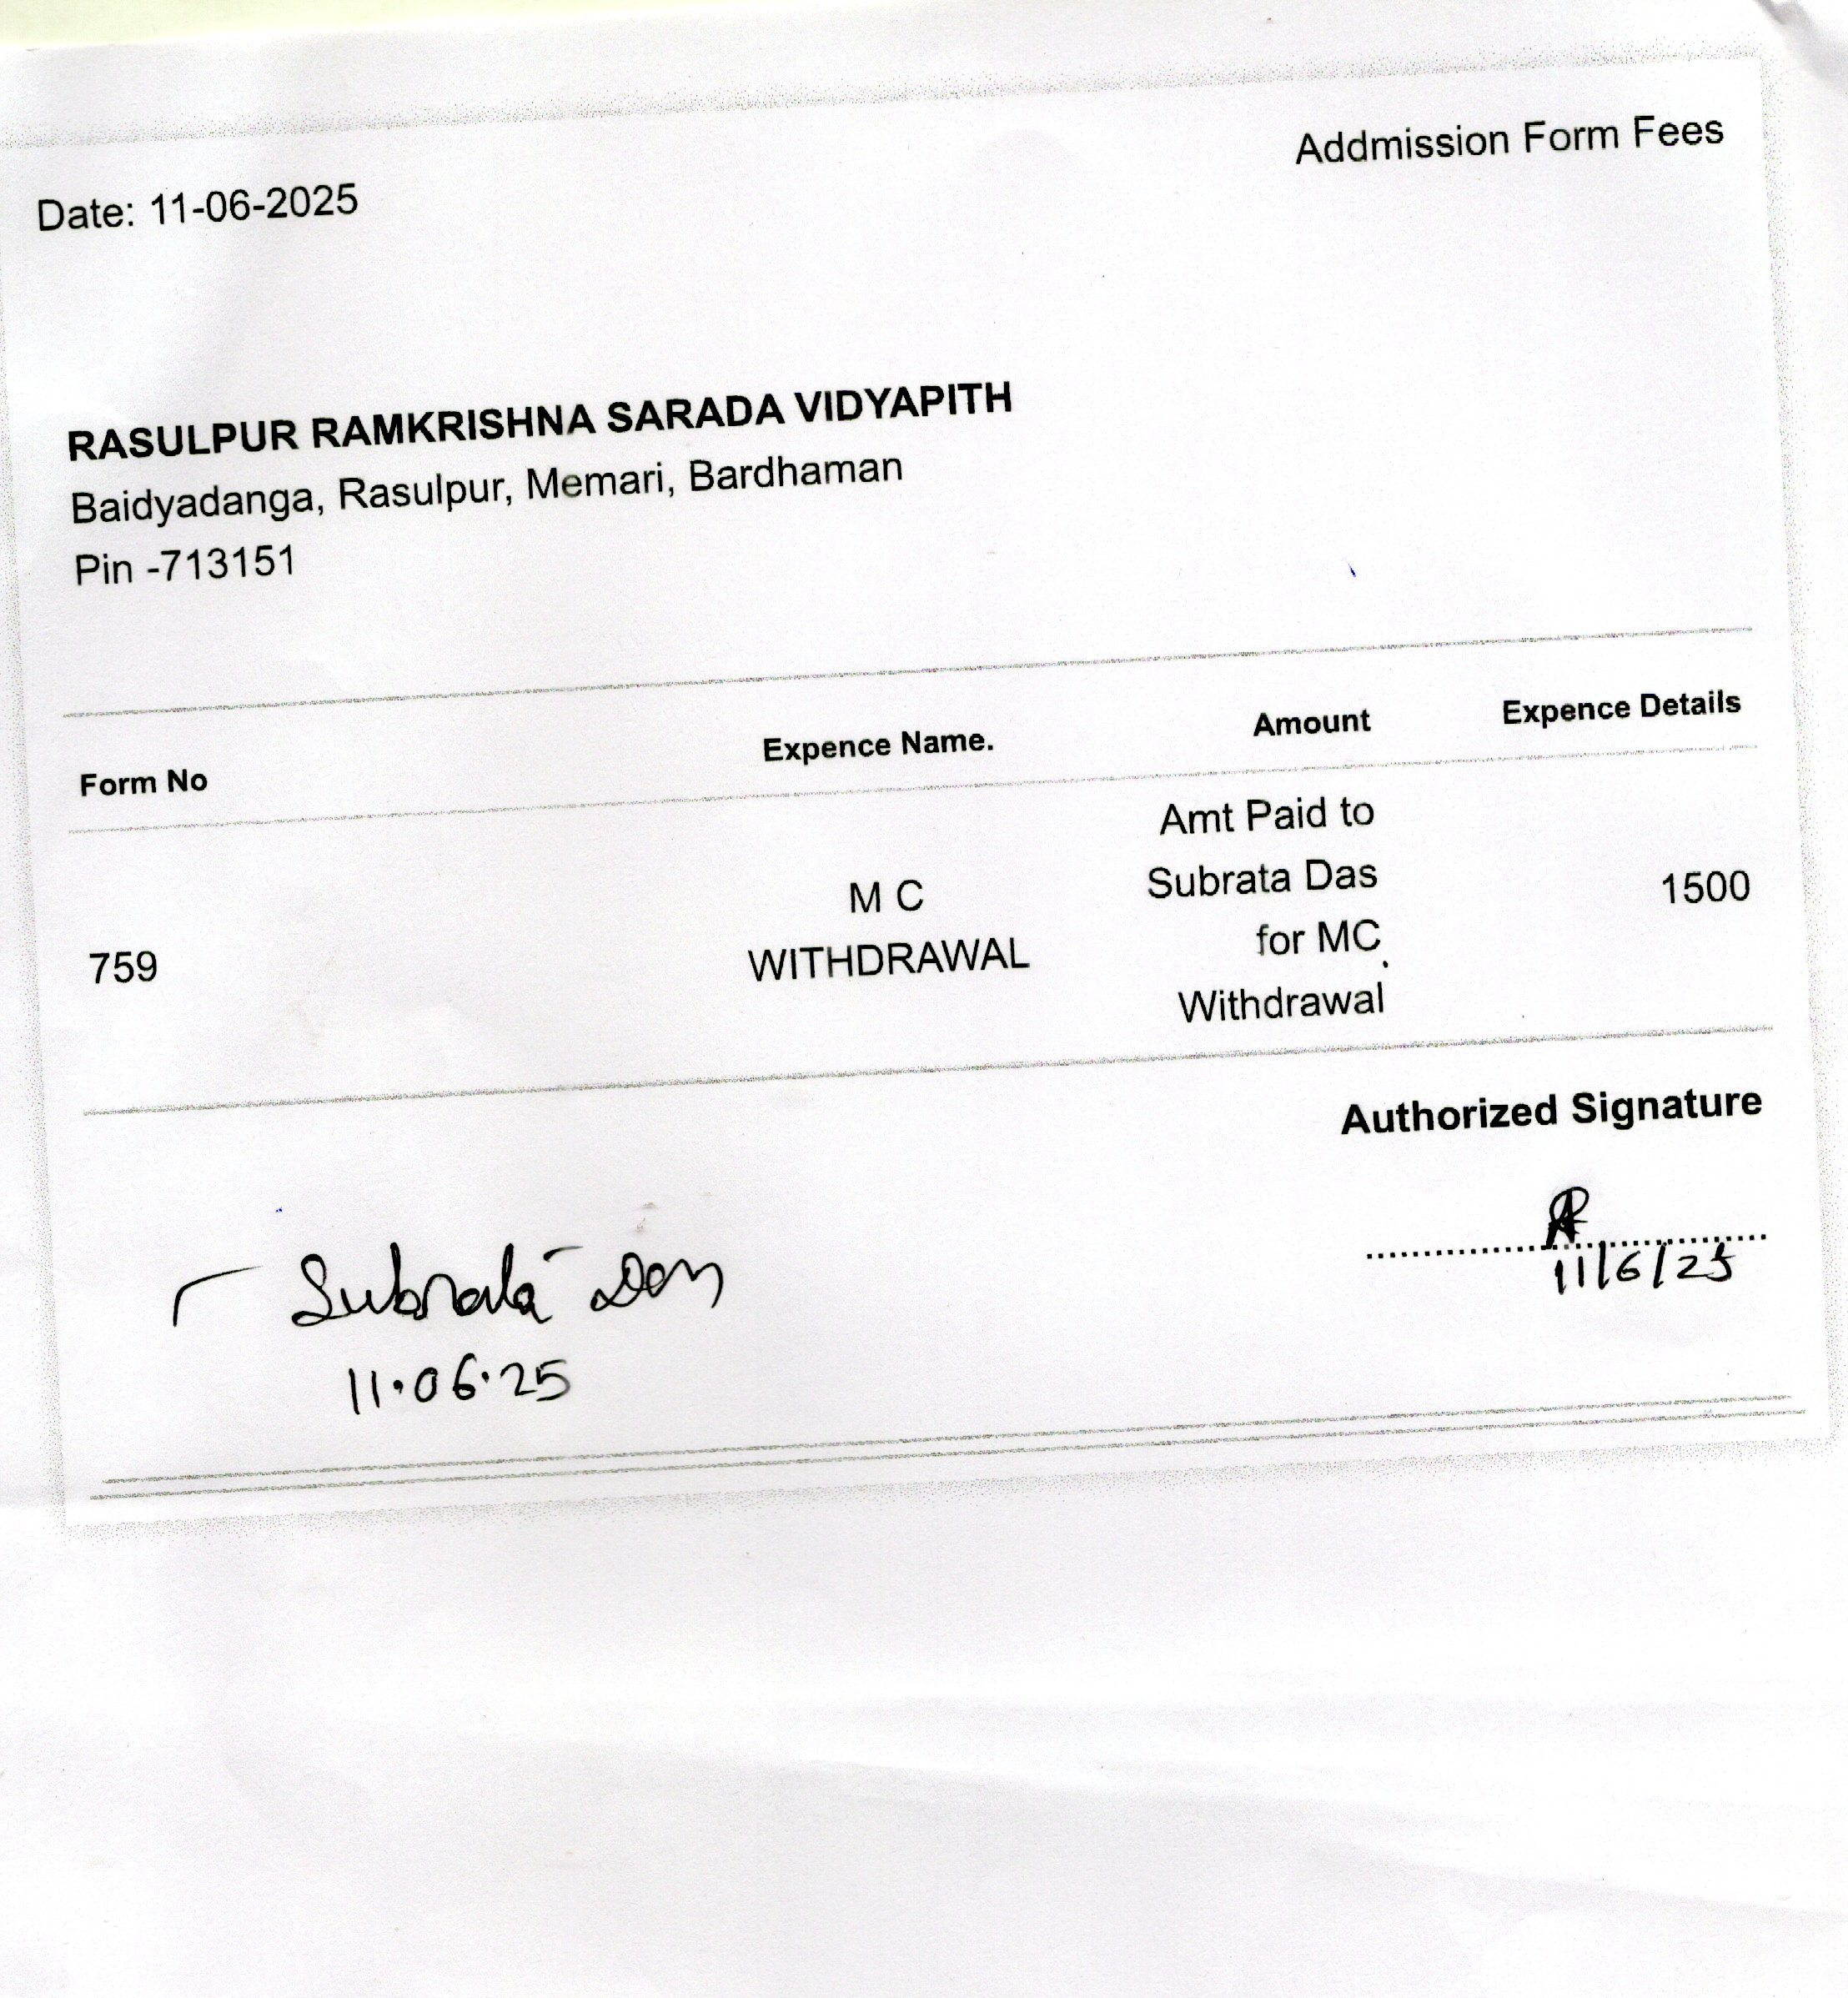 Addmission Form Fees
Date: 11-06-2025
RASULPUR RAMKRISHNA SARADA VIDYAPITH
Baidyadanga, Rasulpur, Memari, Bardhaman
Pin -713151
Form No Expence Name. Amount Expence Details
759 M C WITHDRAWAL Amt Paid to Subrata Das for MC Withdrawal 1500
Authorized Signature
11/6/25
Subrata Das
11.06.25